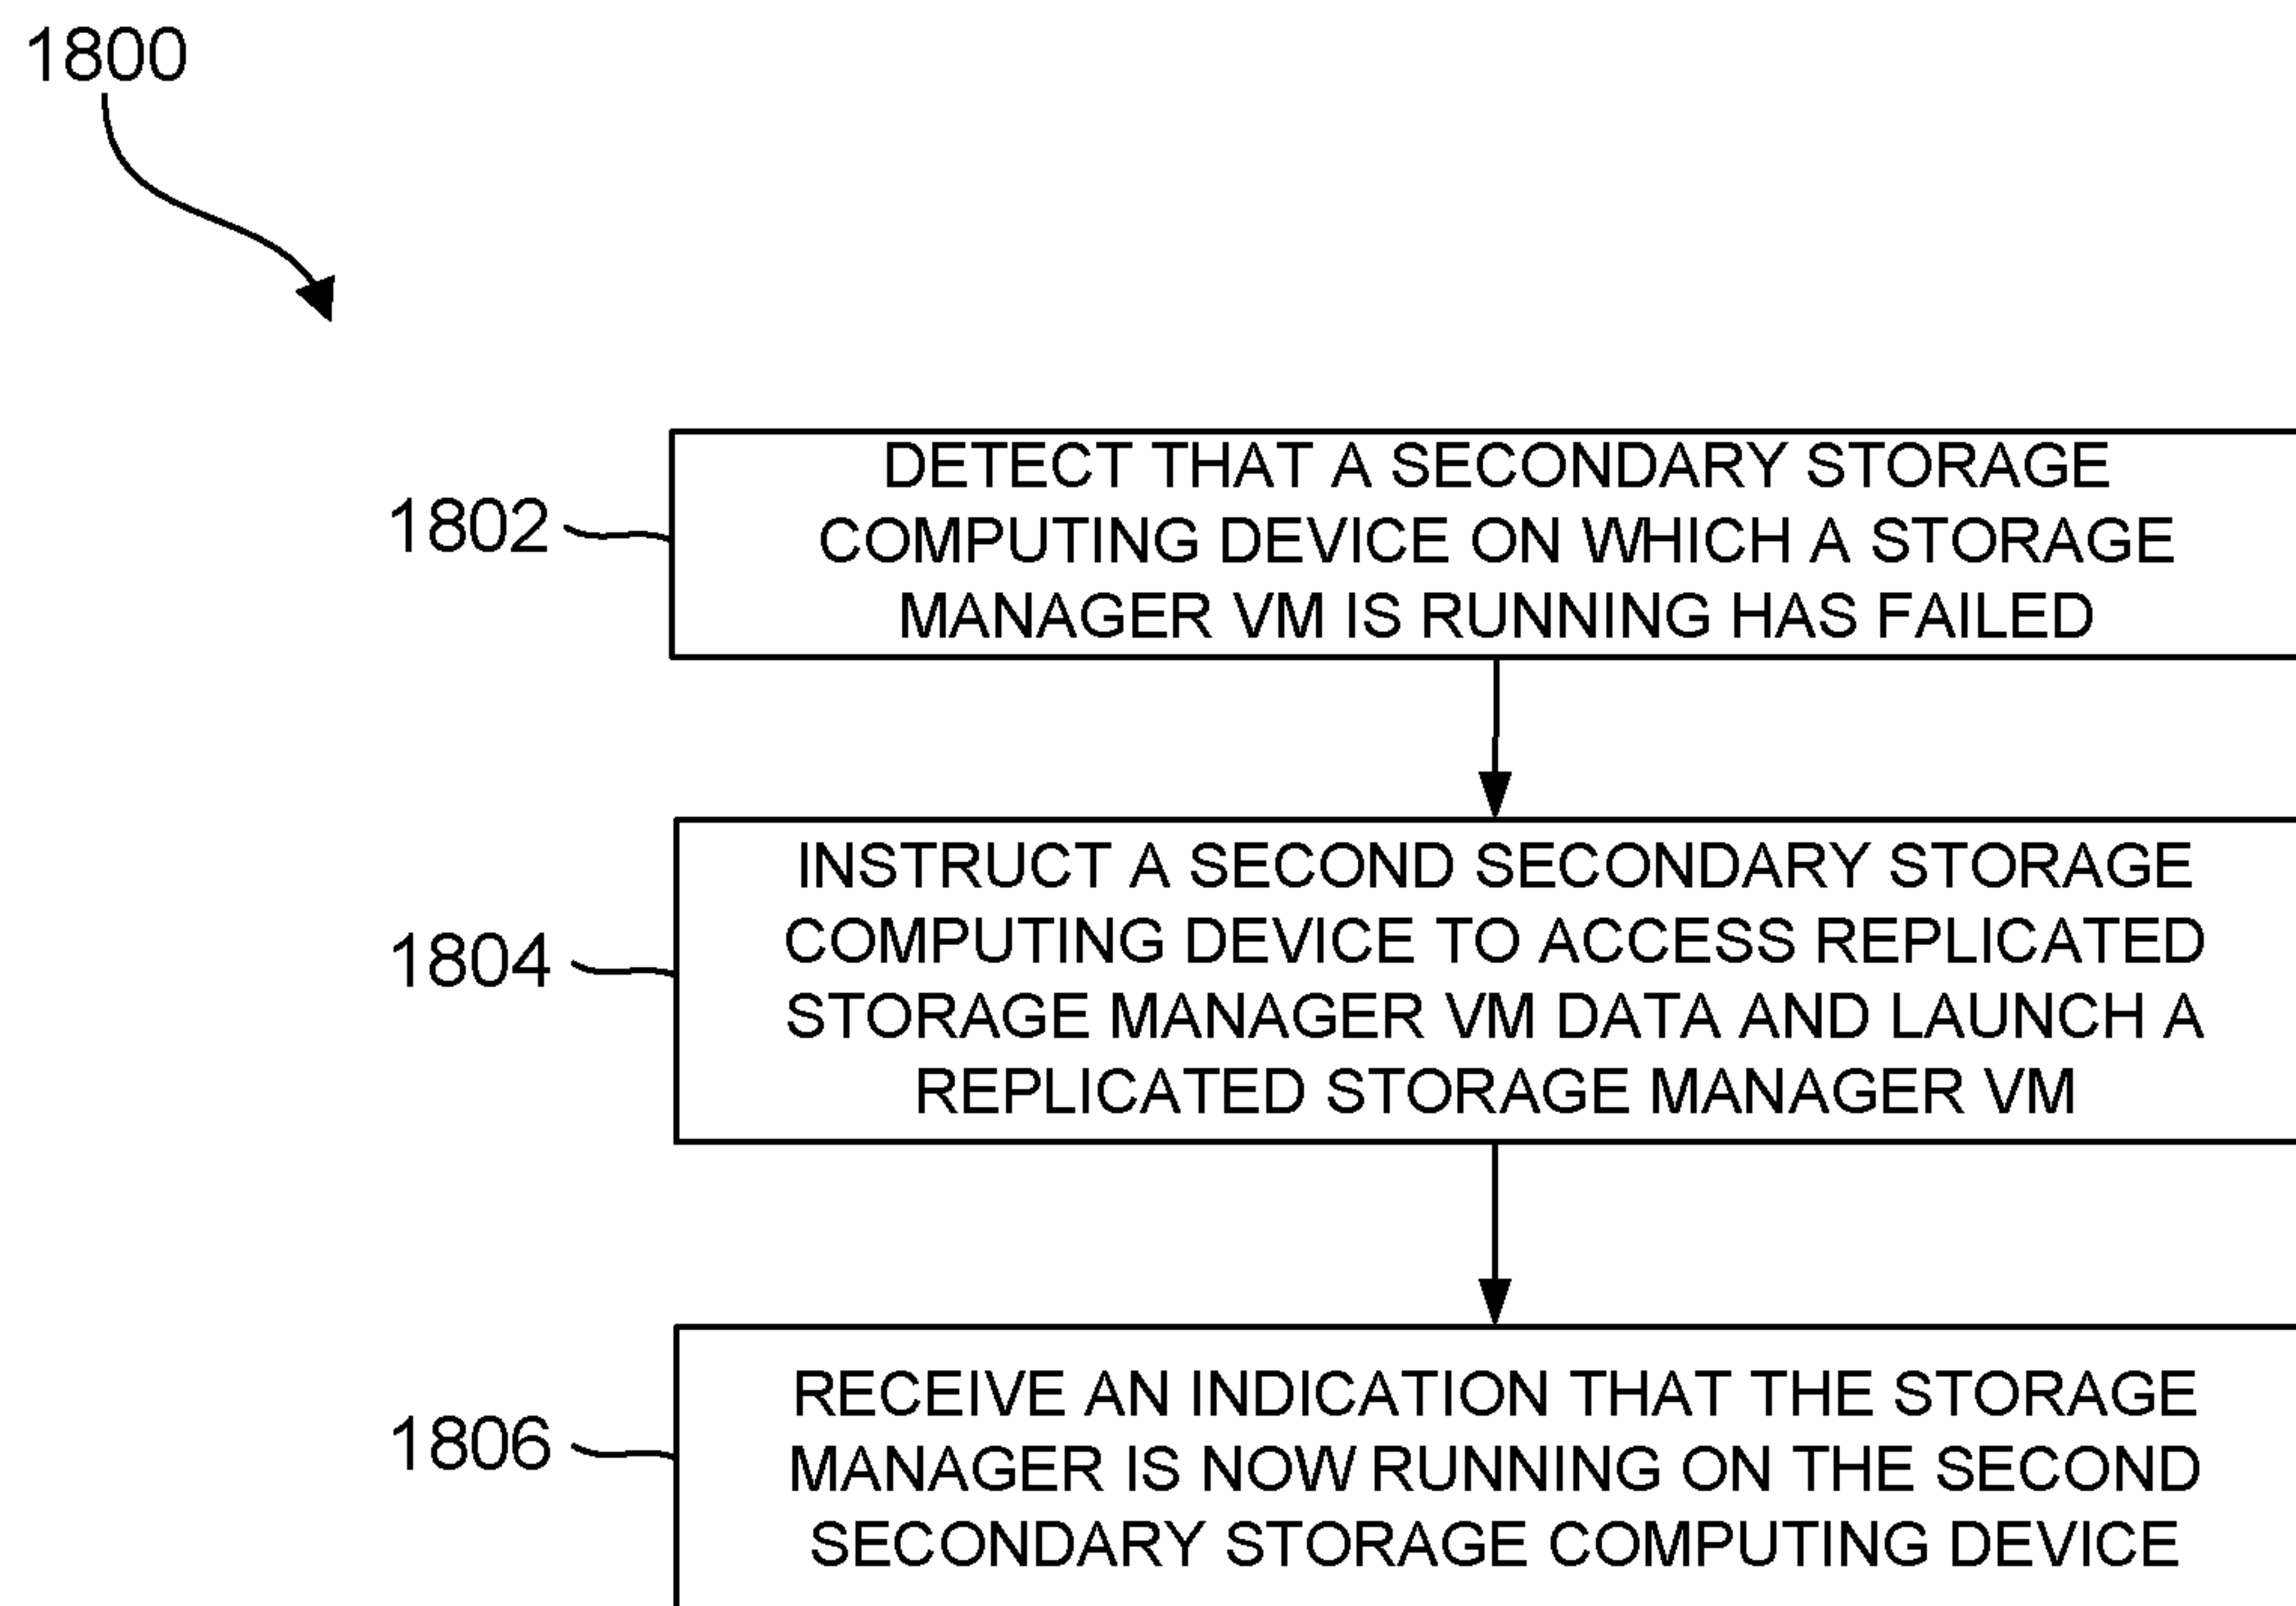 1800
1802
DETECT THAT A SECONDARY STORAGE
COMPUTING DEVICE ON WHICH A STORAGE
MANAGER VM IS RUNNING HAS FAILED
1804
INSTRUCT A SECOND SECONDARY STORAGE
COMPUTING DEVICE TO ACCESS REPLICATED
STORAGE MANAGER VM DATA AND LAUNCH A
REPLICATED STORAGE MANAGER VM
1806
RECEIVE AN INDICATION THAT THE STORAGE
MANAGER IS NOW RUNNING ON THE SECOND
SECONDARY STORAGE COMPUTING DEVICE